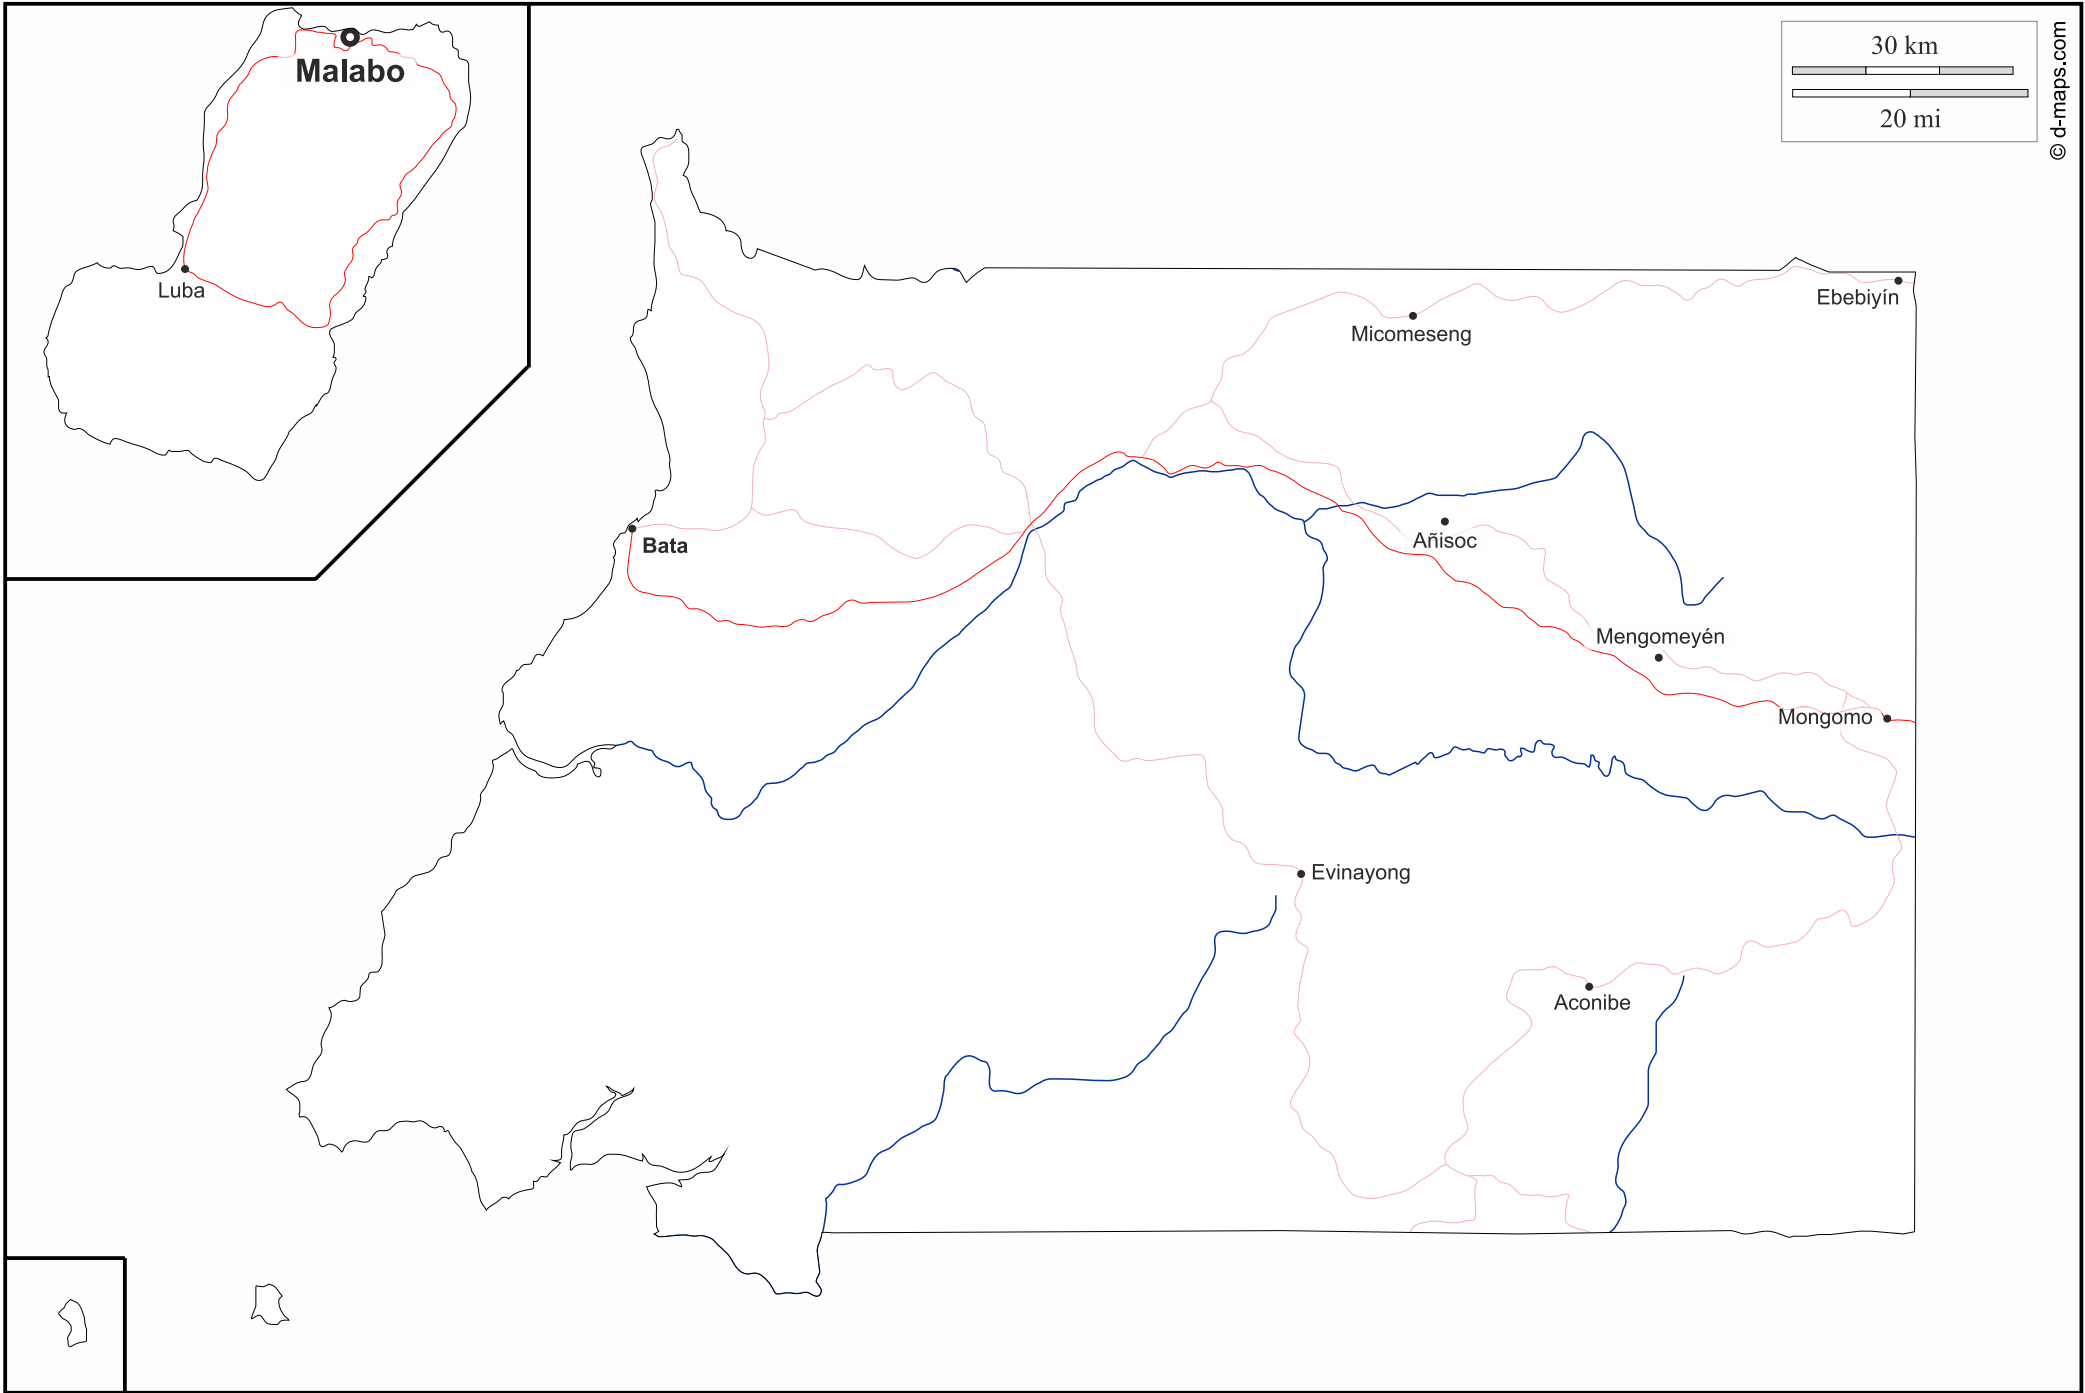 Malabo
Luba
30 km
20 mi
© d-maps.com
Ebebiyín
Micomeseng
Bata
Añisoc
Mengomeyén
Mongomo
Evinayong
Aconibe